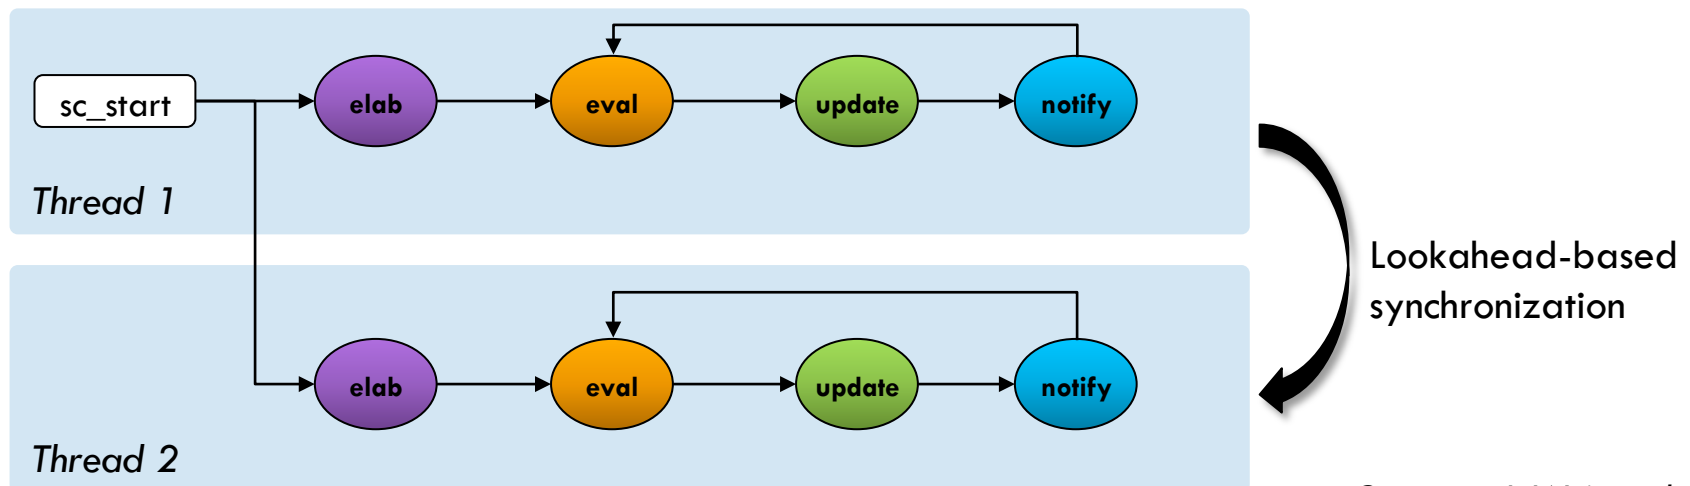 sc_start
elab
eval
update
notify
Thread 1
Lookahead-based
synchronization
elab
eval
update
notify
Thread 2